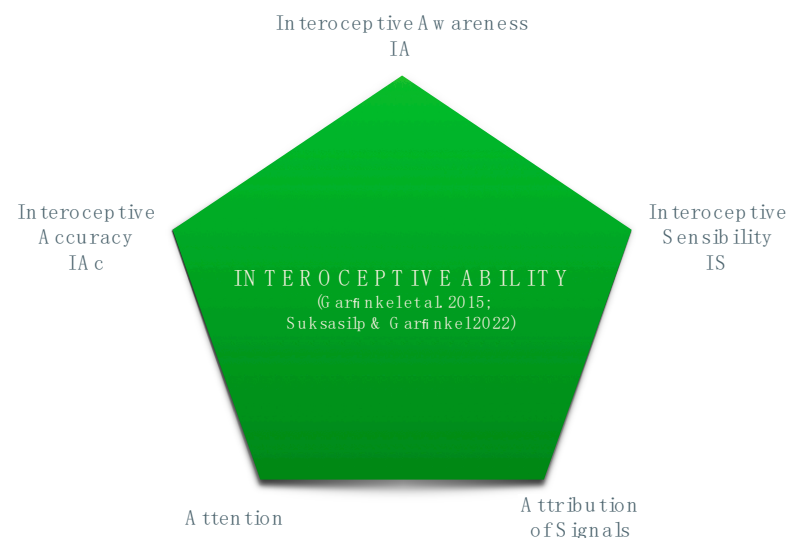 Interoceptive Awareness
IA
Interoceptive
Accuracy
IAc
Interoceptive
Sensibility
IS
INTEROCEPTIVE ABILITY
(Garfinkel et al. 2015;
Suksasilp & Garfinkel 2022)
Attention
Attribution
of Signals